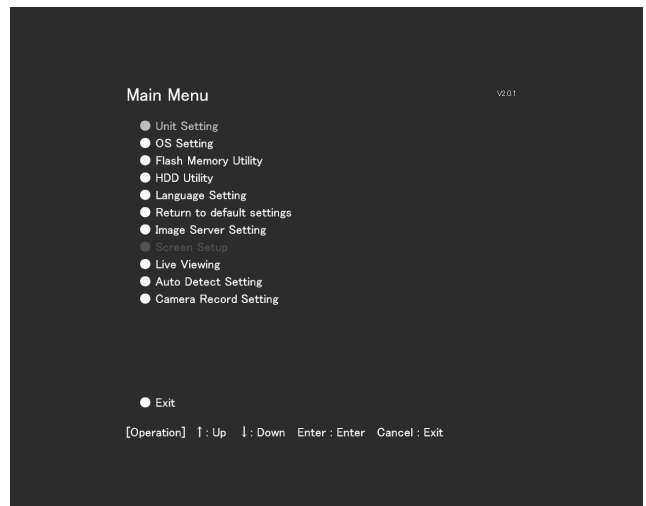 Main Menu
V2.0.1
Unit Setting
OS Setting
Flash Memory Utility
HDD Utility
Language Setting
Return to default settings
Image Server Setting
Screen Setup
Live Viewing
Auto Detect Setting
Camera Record Setting
Exit
[Operation] ↑ : Up ↓ : Down Enter : Enter Cancel : Exit